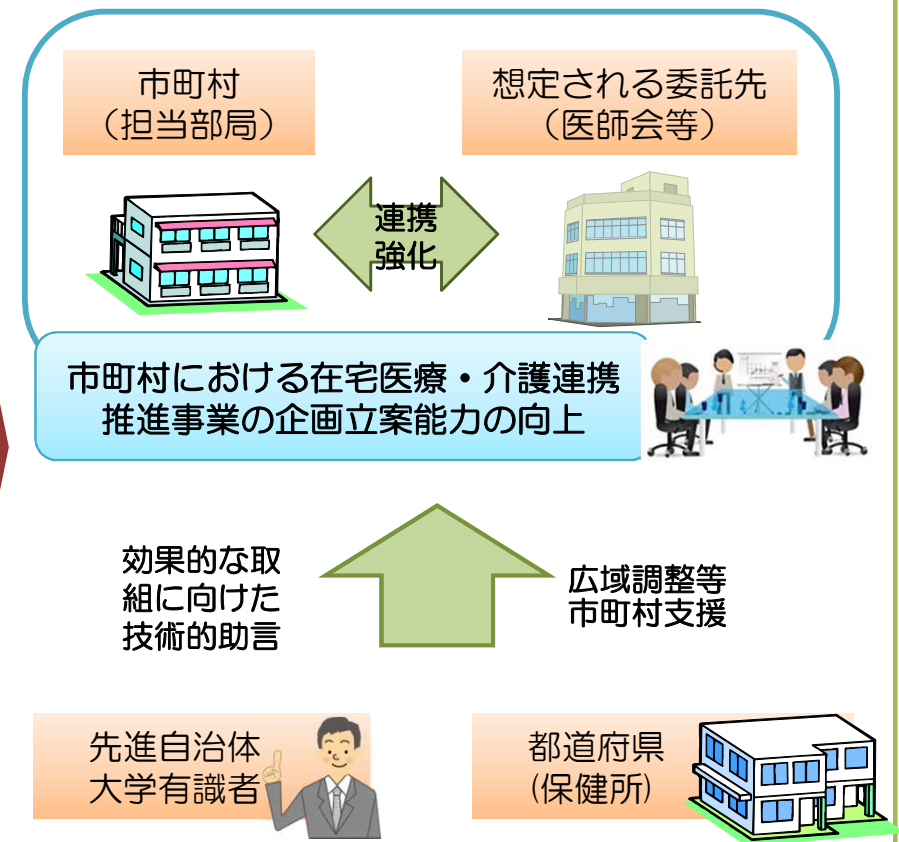 市町村
（担当部局）
想定される委託先
（医師会等）
連携
強化
市町村における在宅医療・介護連携
推進事業の企画立案能力の向上
効果的な取
組に向けた
技術的助言
広域調整等
市町村支援
先進自治体
大学有識者
都道府県
(保健所)